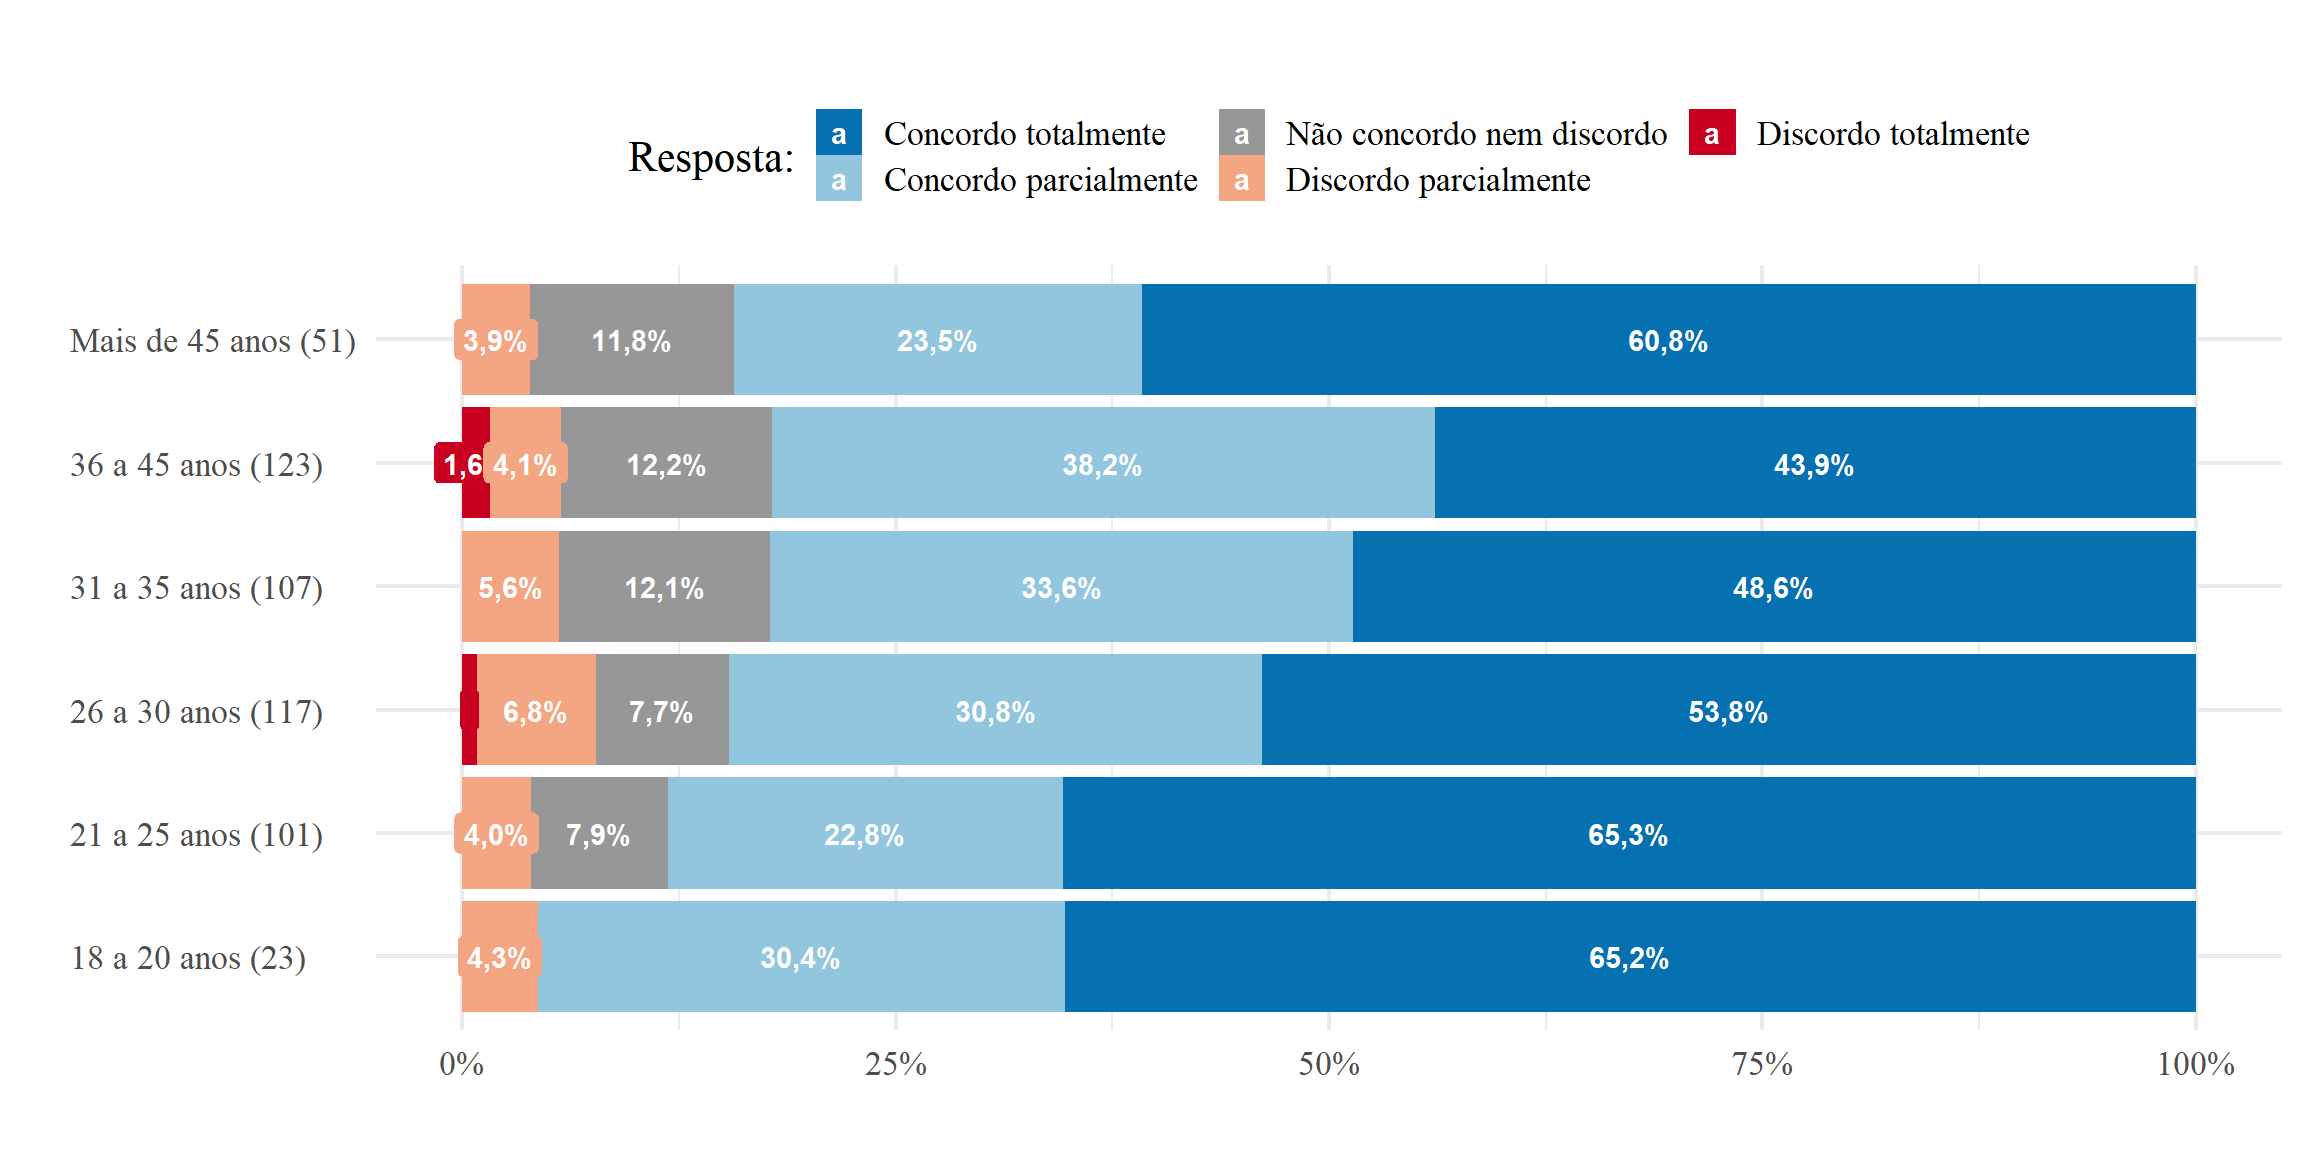 Resposta:
a Concordo totalmente
a Não concordo nem discordo
a Discordo totalmente
a Concordo parcialmente
a Discordo parcialmente
Mais de 45 anos (51) 3,9% 11,8% 23,5% 60,8%
36 a 45 anos (123) 1,6 4,1% 12,2% 38,2% 43,9%
31 a 35 anos (107) 5,6% 12,1% 33,6% 48,6%
26 a 30 anos (117) 6,8% 7,7% 30,8% 53,8%
21 a 25 anos (101) 4,0% 7,9% 22,8% 65,3%
18 a 20 anos (23) 4,3% 30,4% 65,2%
0% 25% 50% 75% 100%